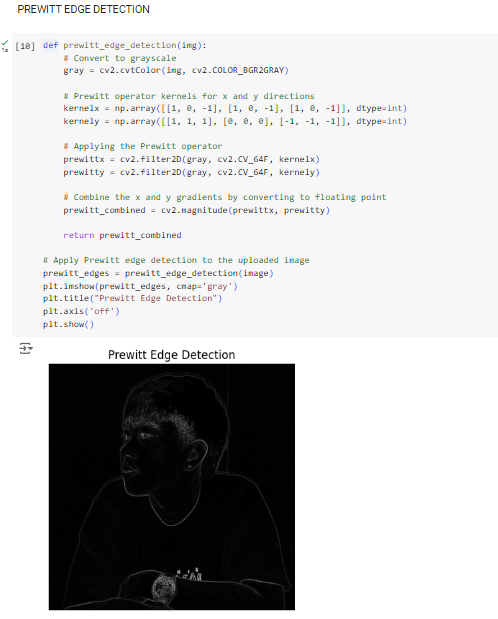 PREWITT EDGE DETECTION
[10] def prewitt_edge_detection(img):
# Convert to grayscale
gray = cv2.cvtColor(img, cv2.COLOR_BGR2GRAY)
# Prewitt operator kernels for x and y directions
kernelx = np.array([[1, 0, -1], [1, 0, -1], [1, 0, -1]], dtype=int)
kernely = np.array([[1, 1, 1], [0, 0, 0], [-1, -1, -1]], dtype=int)
# Applying the Prewitt operator
prewittx = cv2.filter2D(gray, cv2.CV_64F, kernelx)
prewitty = cv2.filter2D(gray, cv2.CV_64F, kernely)
# Combine the x and y gradients by converting to floating point
prewitt_combined = cv2.magnitude(prewittx, prewitty)
return prewitt_combined
# Apply Prewitt edge detection to the uploaded image
prewitt_edges = prewitt_edge_detection(image)
plt.imshow(prewitt_edges, cmap='gray')
plt.title("Prewitt Edge Detection")
plt.axis('off')
plt.show()
Prewitt Edge Detection